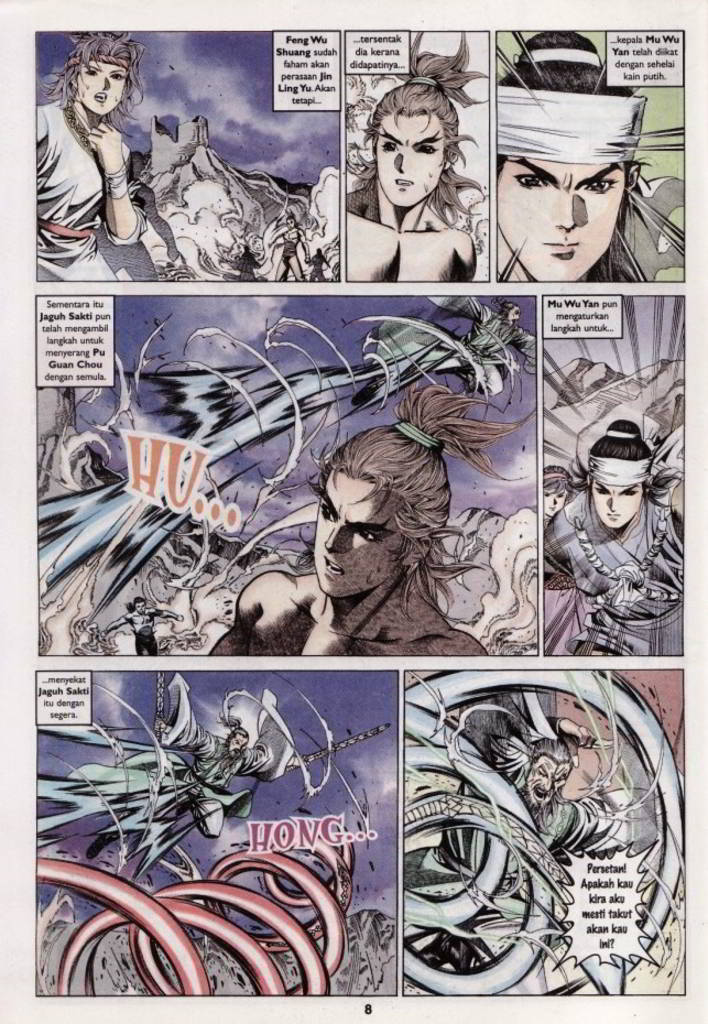 Feng Wu
Shuang sudah
faham akan
perasaan Jin
Ling Yu. Akan
tetapi...
...tersentak
dia kerana
didapatinya...
...kepala Mu Wu
Yan telah diikat
dengan sehelai
kain putih.
Sementara itu
Jaguh Sakti pun
telah mengambil
langkah untuk
menyerang Pu
Guan Chou
dengan semula.
HU...
Mu Wu Yan pun
mengaturkan
langkah untuk...
...menyekat
Jaguh Sakti
itu dengan
segera.
HONG...
Persetan!
Apakah kau
kira aku
mesti takut
akan kau
ini?
8